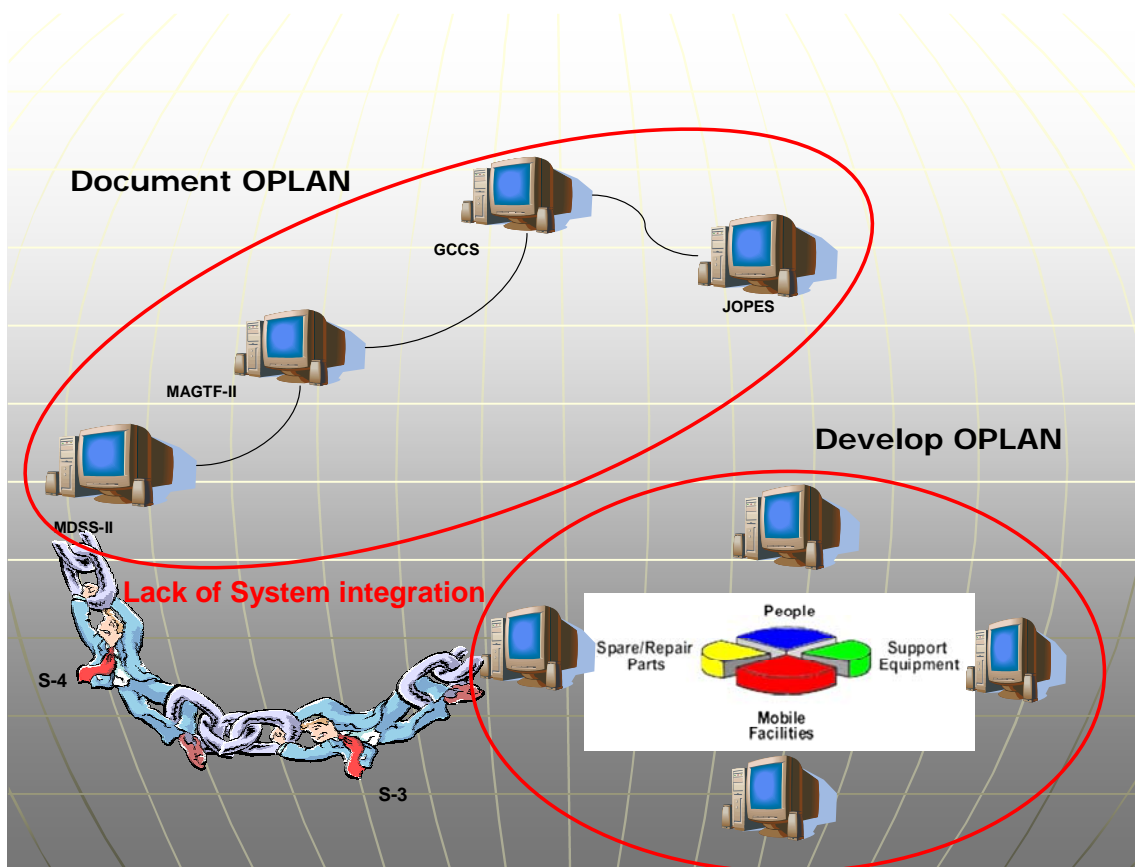 Document OPLAN
GCCS
JOPES
MAGTF-II
MDSS-II
Develop OPLAN
Lack of System integration
S-4
S-3
People
Spare/Repair
Parts
Support
Equipment
Mobile
Facilities